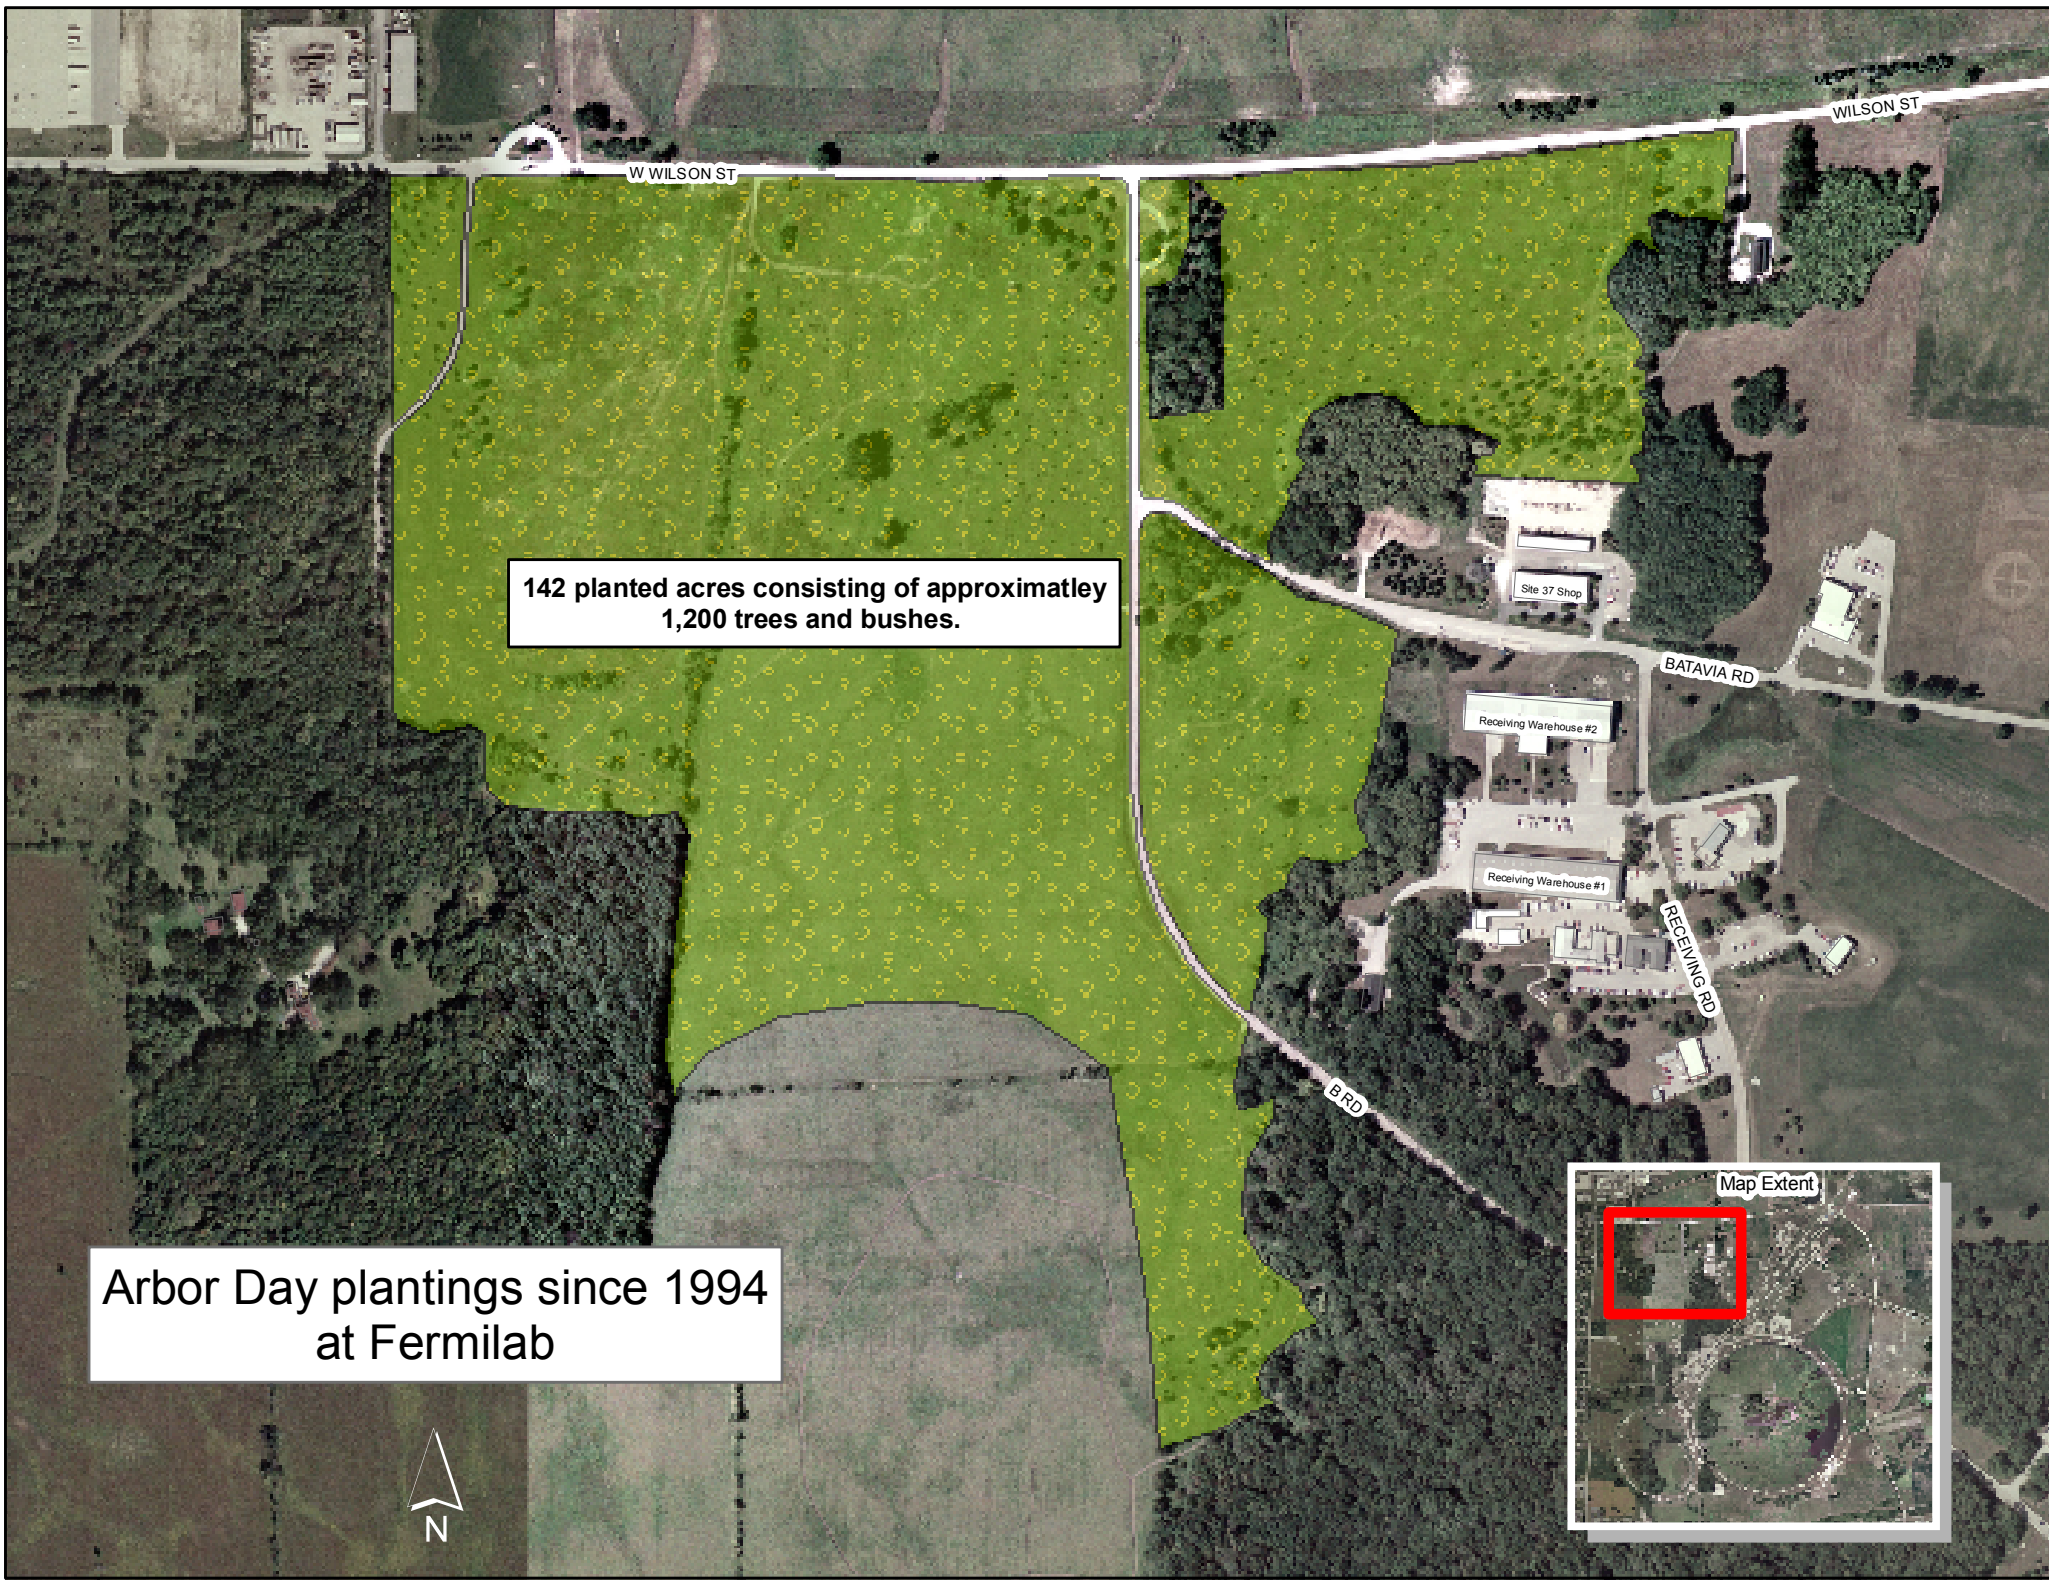 WILSON ST
W WILSON ST
142 planted acres consisting of approximatley
1,200 trees and bushes.
Site 37 Shop
BATAVIA RD
Receiving Warehouse #2
Receiving Warehouse #1
RECEIVING RD
B RD
Map Extent
Arbor Day plantings since 1994
at Fermilab
N